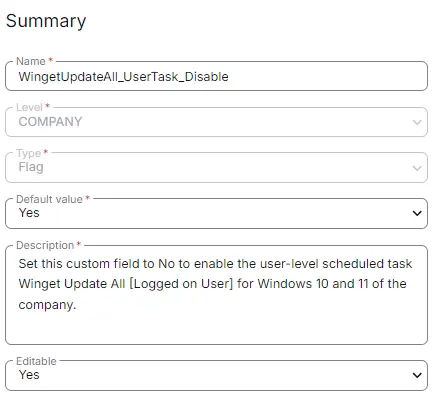 Summary
Name *
WingetUpdateAll_UserTask_Disable
Level *
COMPANY
Type *
Flag
Default value *
Yes
Description *
Set this custom field to No to enable the user-level scheduled task
Winget Update All [Logged on User] for Windows 10 and 11 of the
company.
Editable
Yes